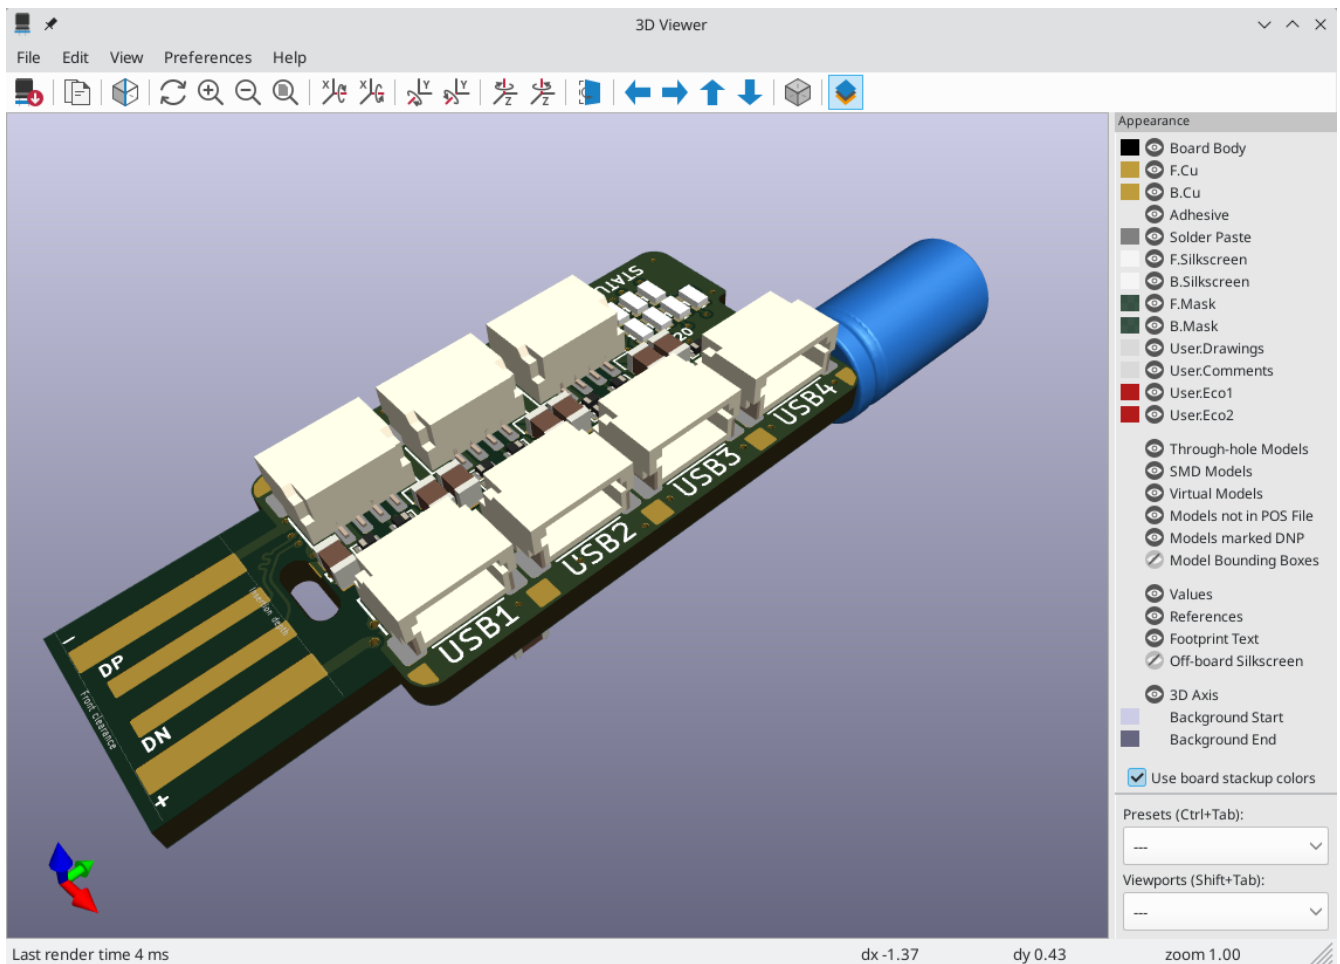 3D Viewer
File Edit View Preferences Help
Appearance
Board Body
F.Cu
B.Cu
Adhesive
Solder Paste
F.Silkscreen
B.Silkscreen
F.Mask
B.Mask
User.Drawings
User.Comments
User.Eco1
User.Eco2
Through-hole Models
SMD Models
Virtual Models
Models not in POS File
Models marked DNP
Model Bounding Boxes
Values
References
Footprint Text
Off-board Silkscreen
3D Axis
Background Start
Background End
Use board stackup colors
Presets (Ctrl+Tab):
---
Viewports (Shift+Tab):
---
STATU
20
USB4
USB3
USB2
USB1
Insertion depth
-
DP
DN
+
Front clearance
Last render time 4 ms dx -1.37 dy 0.43 zoom 1.00